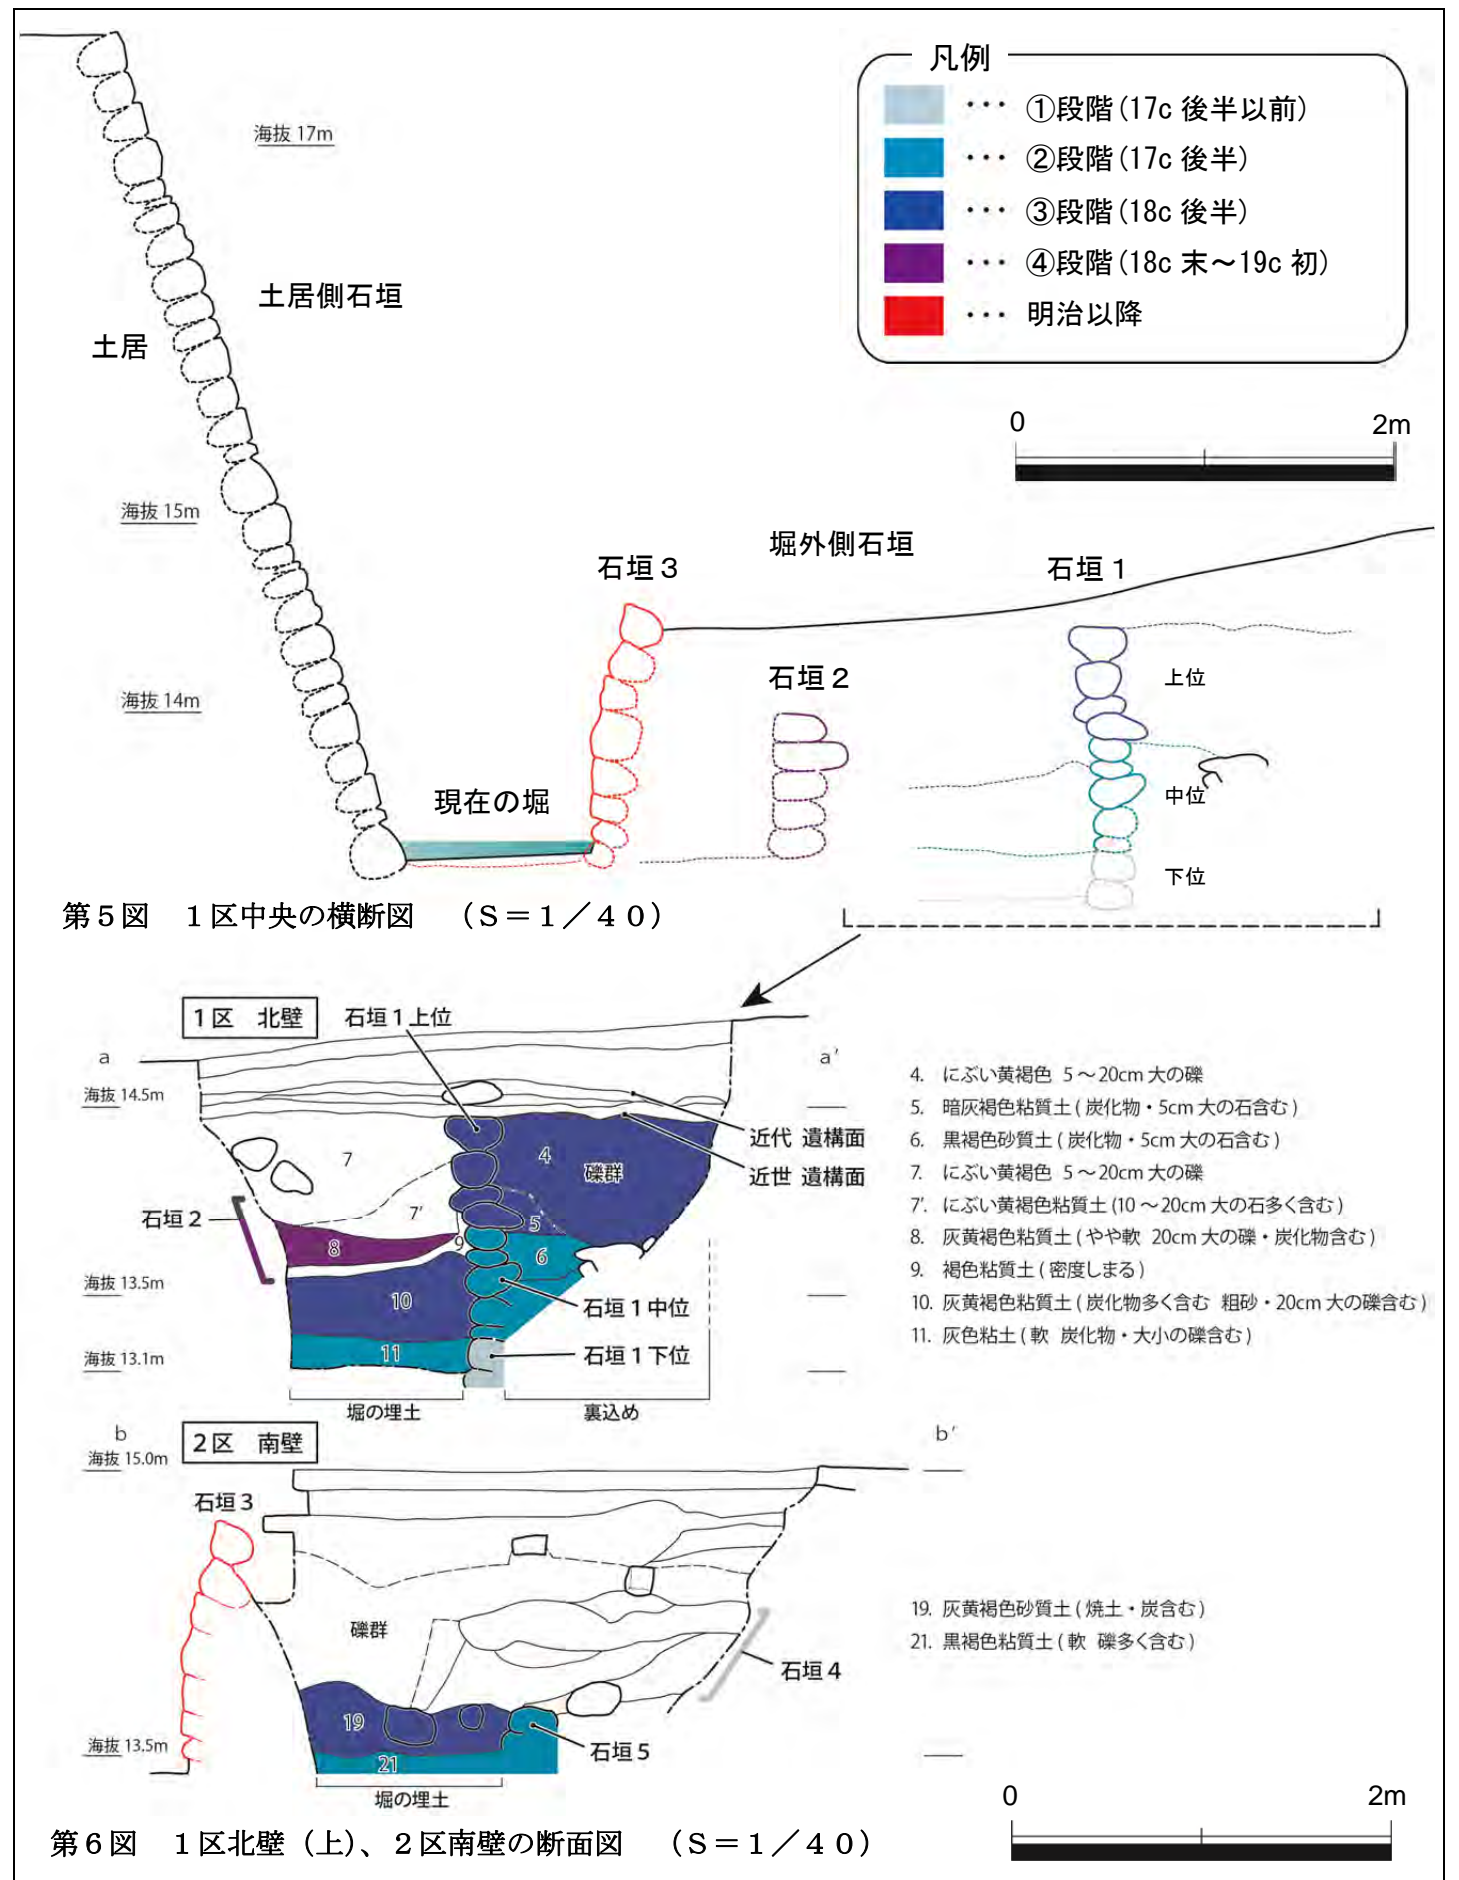 凡例
･･･ ①段階(17c 後半以前)
･･･ ②段階(17c 後半)
･･･ ③段階(18c 後半)
･･･ ④段階(18c 末～19c 初)
･･･ 明治以降
海抜 17m
土居側石垣
土居
0 2m
海抜 15m
堀外側石垣
石垣３
石垣１
石垣２
上位
海抜 14m
中位
現在の堀
下位
第５図　１区中央の横断図　（Ｓ＝１／４０）
１区　北壁
石垣１上位
a a′
海抜 14.5m
近代 遺構面
近世 遺構面
7
4
礫群
7′
5
石垣２
8
9
6
海抜 13.5m
10
石垣１中位
11
海抜 13.1m
石垣１下位
堀の埋土
裏込め
4. にぶい黄褐色 5～20cm 大の礫
5. 暗灰褐色粘質土 ( 炭化物・5cm 大の石含む )
6. 黒褐色砂質土 ( 炭化物・5cm 大の石含む )
7. にぶい黄褐色 5～20cm 大の礫
7′. にぶい黄褐色粘質土 (10～20cm 大の石多く含む )
8. 灰黄褐色粘質土 ( やや軟 20cm 大の礫・炭化物含む )
9. 褐色粘質土 ( 密度しまる )
10. 灰黄褐色粘質土 ( 炭化物多く含む 粗砂・20cm 大の礫含む )
11. 灰色粘土 ( 軟 炭化物・大小の礫含む )
b b′
２区　南壁
海抜 15.0m
石垣３
礫群
石垣４
19
21
石垣５
海抜 13.5m
堀の埋土
19. 灰黄褐色砂質土 ( 焼土・炭含む )
21. 黒褐色粘質土 ( 軟 礫多く含む )
0 2m
第６図　１区北壁（上）、２区南壁の断面図　（Ｓ＝１／４０）